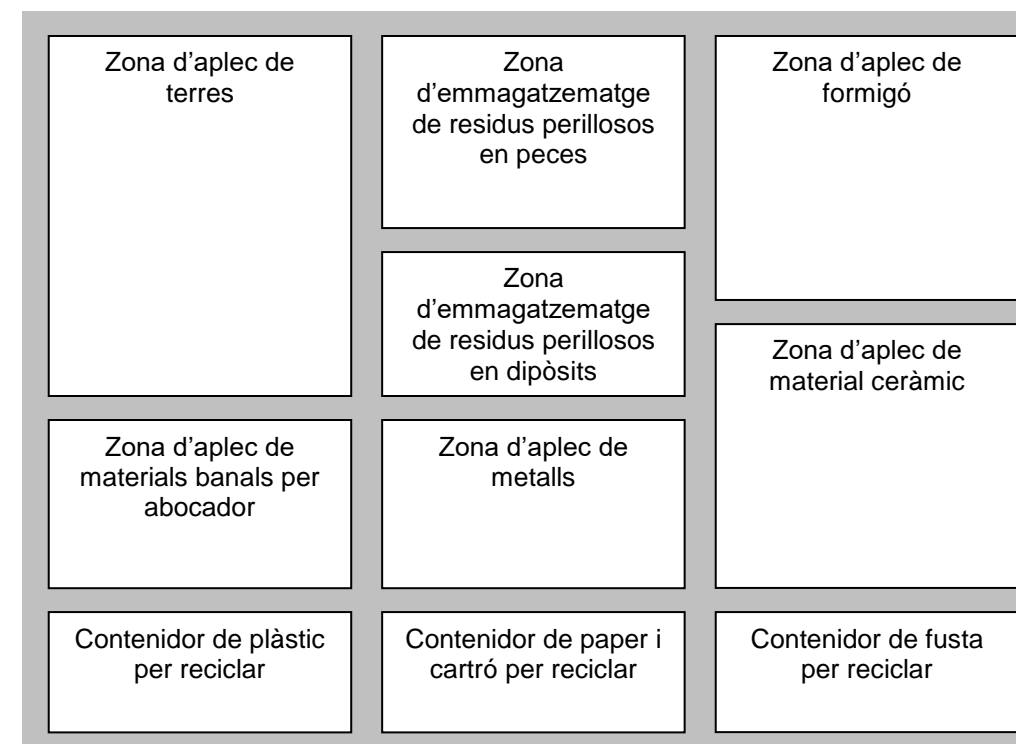 Zona d’aplec de
terres
Zona
d’emmagatzematge
de residus perillosos
en peces
Zona d’aplec de
formigó
Zona
d’emmagatzematge
de residus perillosos
en dipòsits
Zona d’aplec de
material ceràmic
Zona d’aplec de
materials banals per
abocador
Zona d’aplec de
metalls
Contenidor de plàstic
per reciclar
Contenidor de paper i
cartró per reciclar
Contenidor de fusta
per reciclar